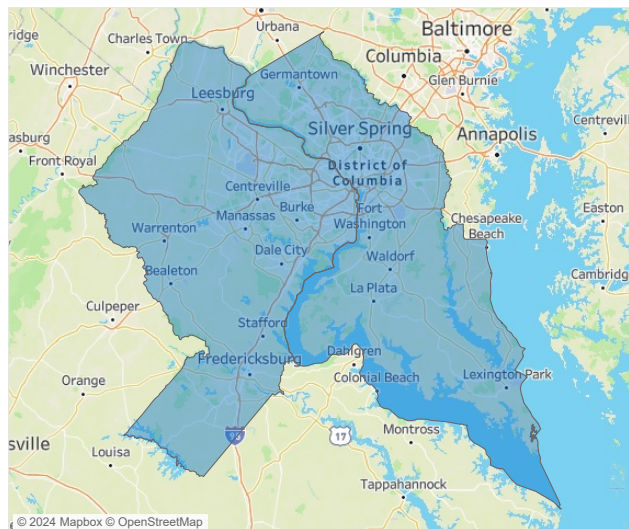 Urbana
Baltimore
ridge
Charles Town
Columbia
Winchester
Germantown
Glen Burnie
Leesburg
Silver Spring
Annapolis
Centreville
asburg
Front Royal
District of
Columbia
Centreville
Burke
Fort
Washington
Easton
Manassas
Chesapeake
Beach
Warrenton
Dale City
Waldorf
Bealeton
La Plata
Cambridg
Culpeper
Stafford
Dahlgren
Fredericksburg
Colonial Beach
Lexington Park
Orange
Montross
17
ysville
Louisa
Tappahannock
© 2024 Mapbox © OpenStreetMap